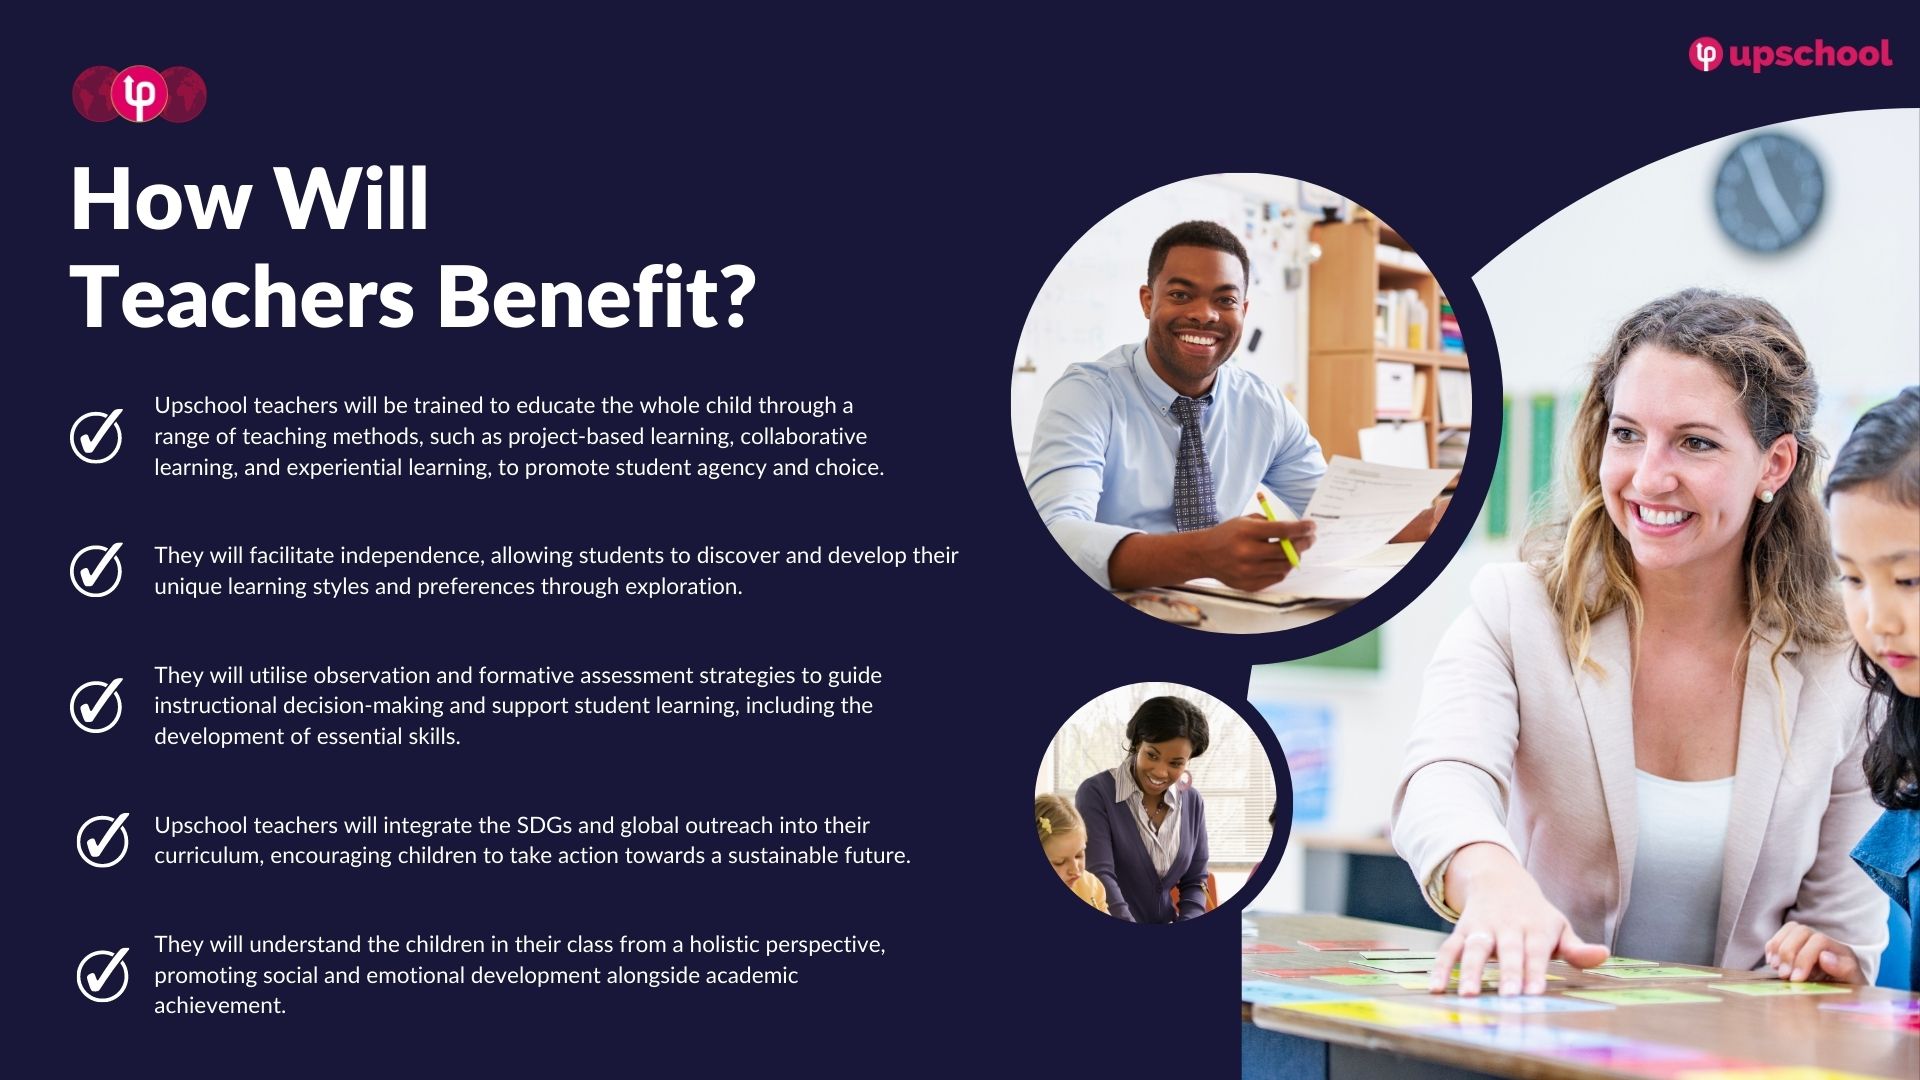 upschool
How Will
Teachers Benefit?
Upschool teachers will be trained to educate the whole child through a
range of teaching methods, such as project-based learning, collaborative
learning, and experiential learning, to promote student agency and choice.
They will facilitate independence, allowing students to discover and develop their
unique learning styles and preferences through exploration.
They will utilise observation and formative assessment strategies to guide
instructional decision-making and support student learning, including the
development of essential skills.
Upschool teachers will integrate the SDGs and global outreach into their
curriculum, encouraging children to take action towards a sustainable future.
They will understand the children in their class from a holistic perspective,
promoting social and emotional development alongside academic
achievement.